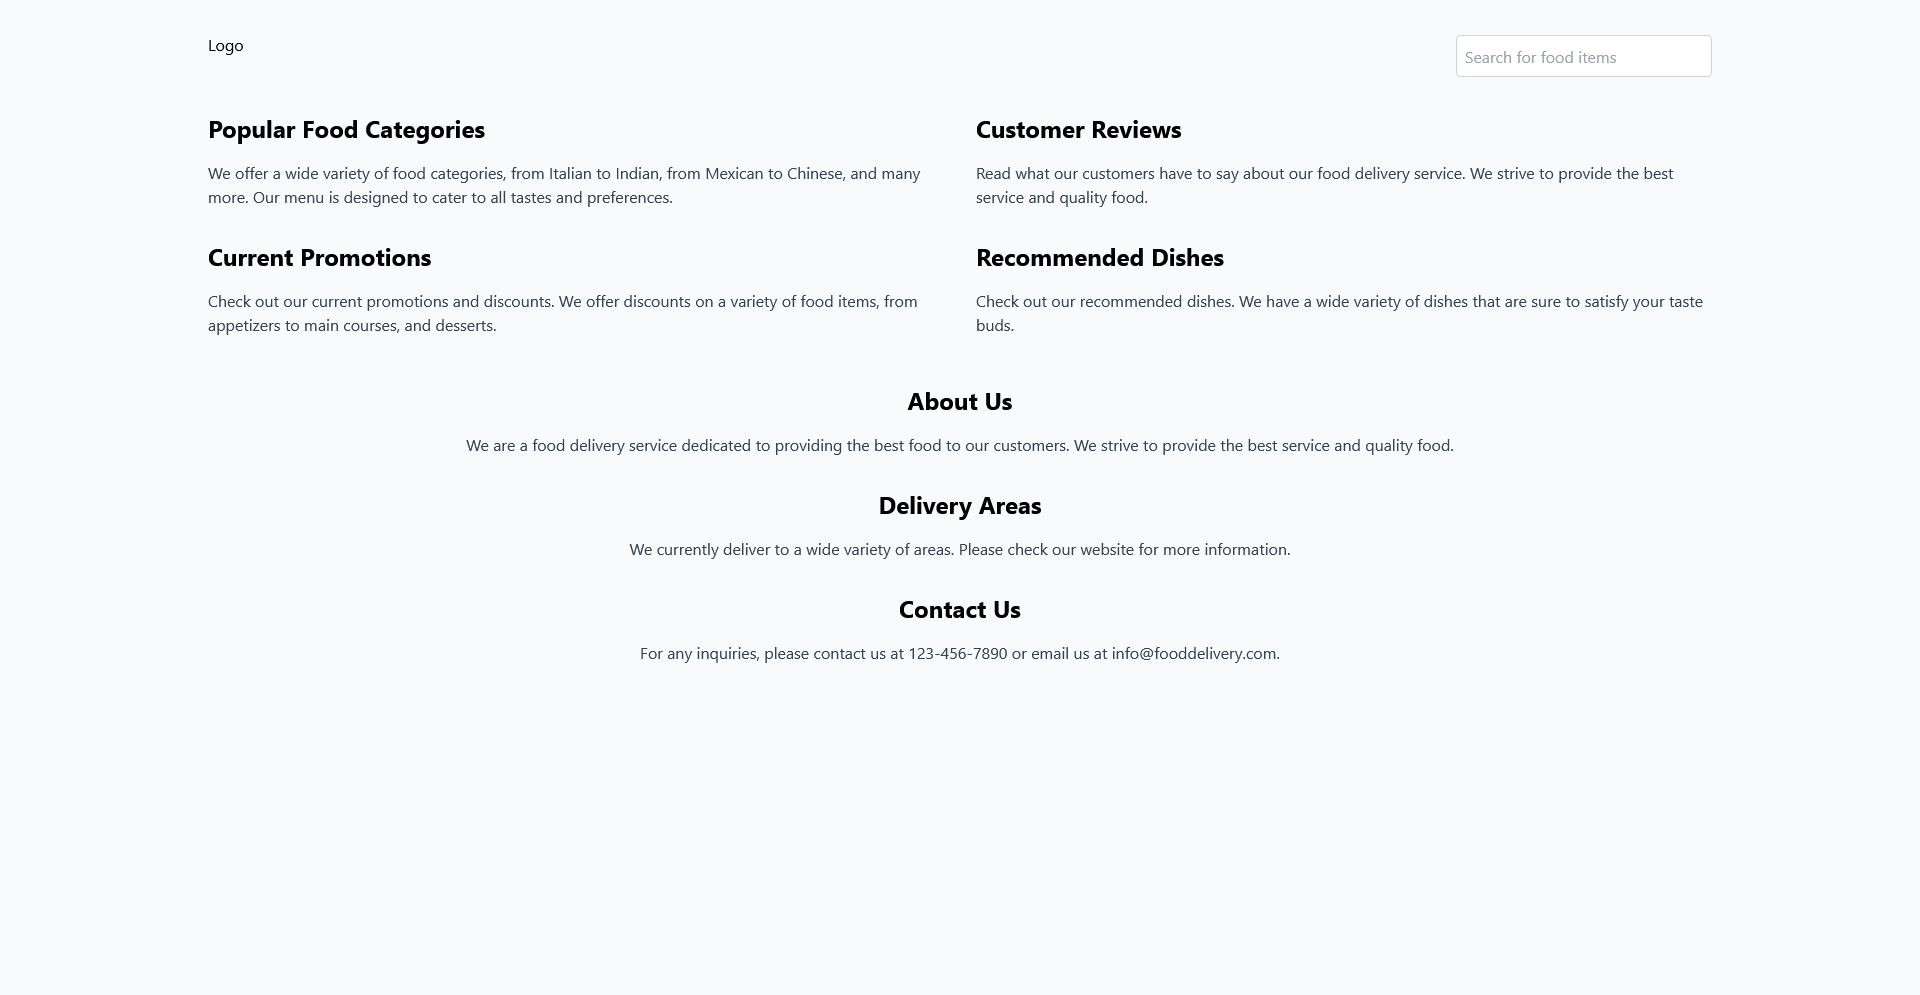 Logo
Search for food items
Popular Food Categories
We offer a wide variety of food categories, from Italian to Indian, from Mexican to Chinese, and many
more. Our menu is designed to cater to all tastes and preferences.
Current Promotions
Check out our current promotions and discounts. We offer discounts on a variety of food items, from
appetizers to main courses, and desserts.
Customer Reviews
Read what our customers have to say about our food delivery service. We strive to provide the best
service and quality food.
Recommended Dishes
Check out our recommended dishes. We have a wide variety of dishes that are sure to satisfy your taste
buds.
About Us
We are a food delivery service dedicated to providing the best food to our customers. We strive to provide the best service and quality food.
Delivery Areas
We currently deliver to a wide variety of areas. Please check our website for more information.
Contact Us
For any inquiries, please contact us at 123-456-7890 or email us at info@fooddelivery.com.